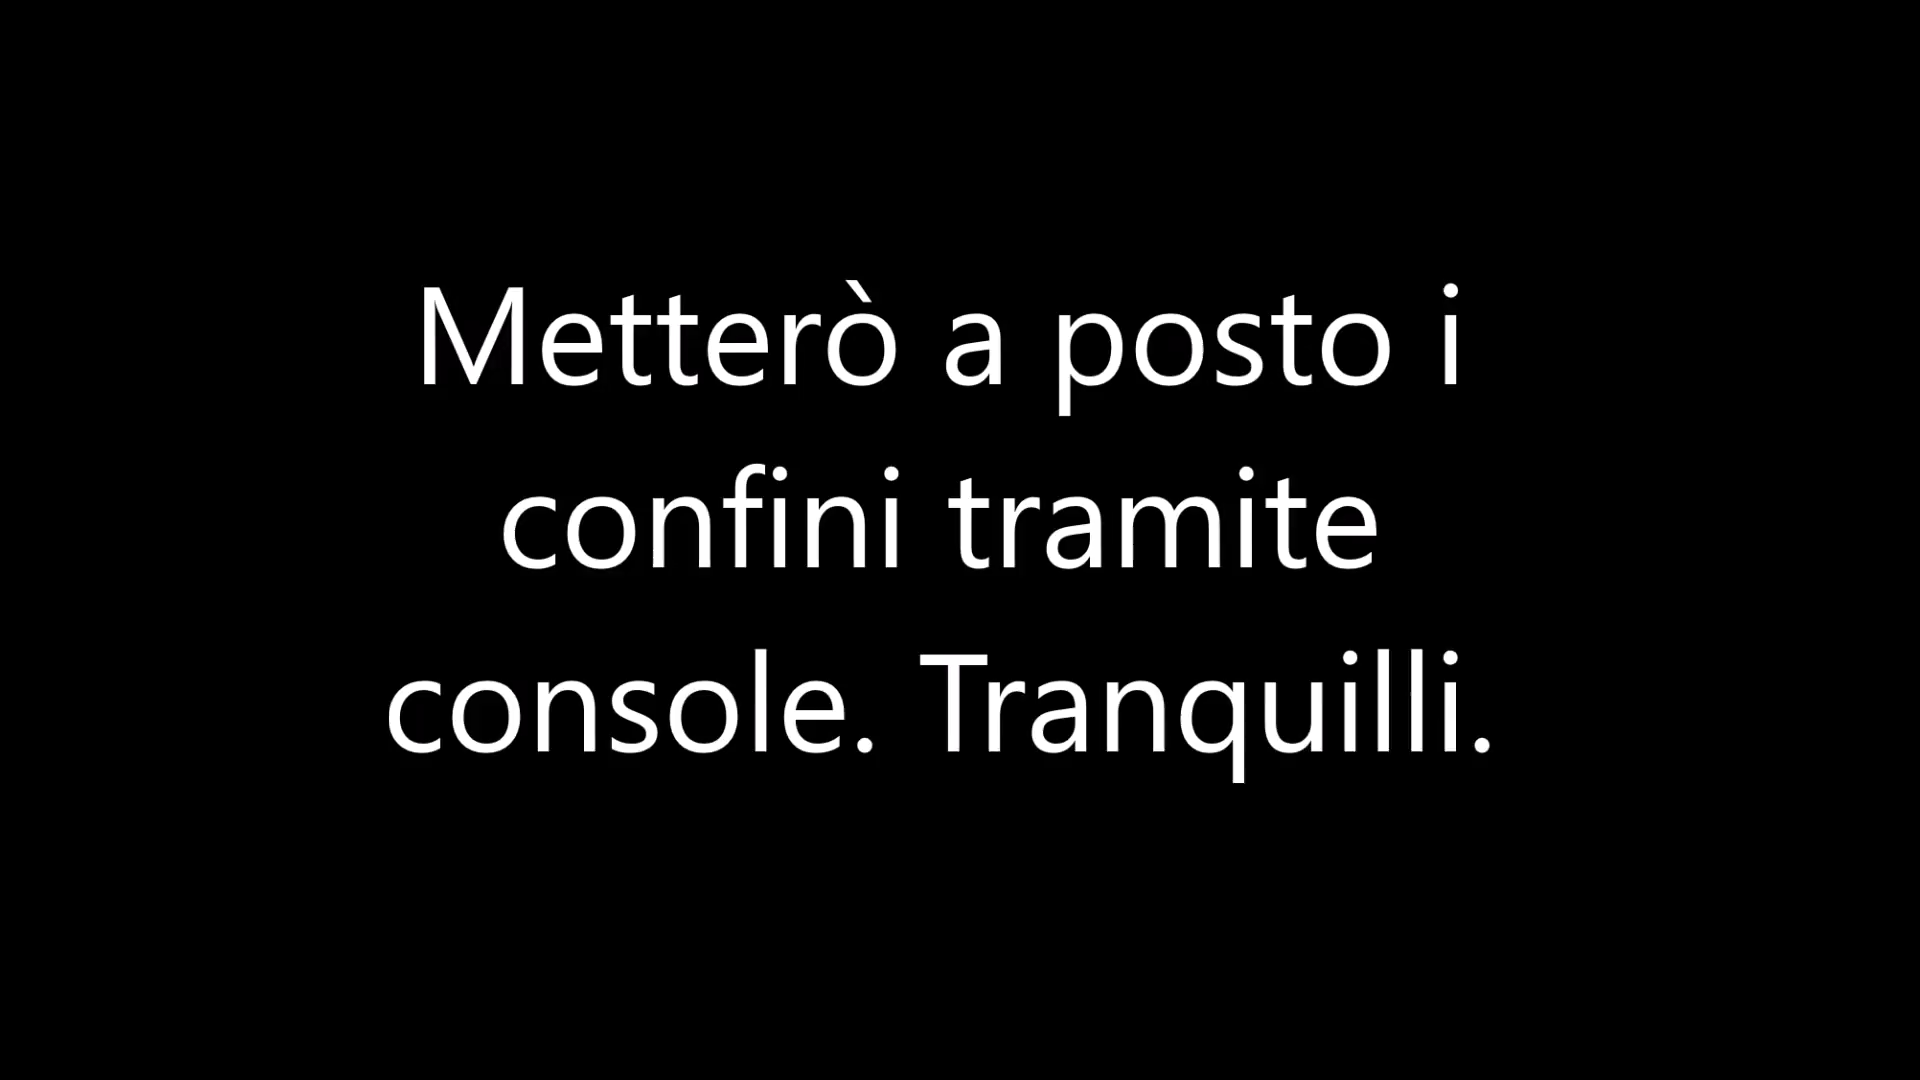 Metterò a posto i
confini tramite
console. Tranquilli.